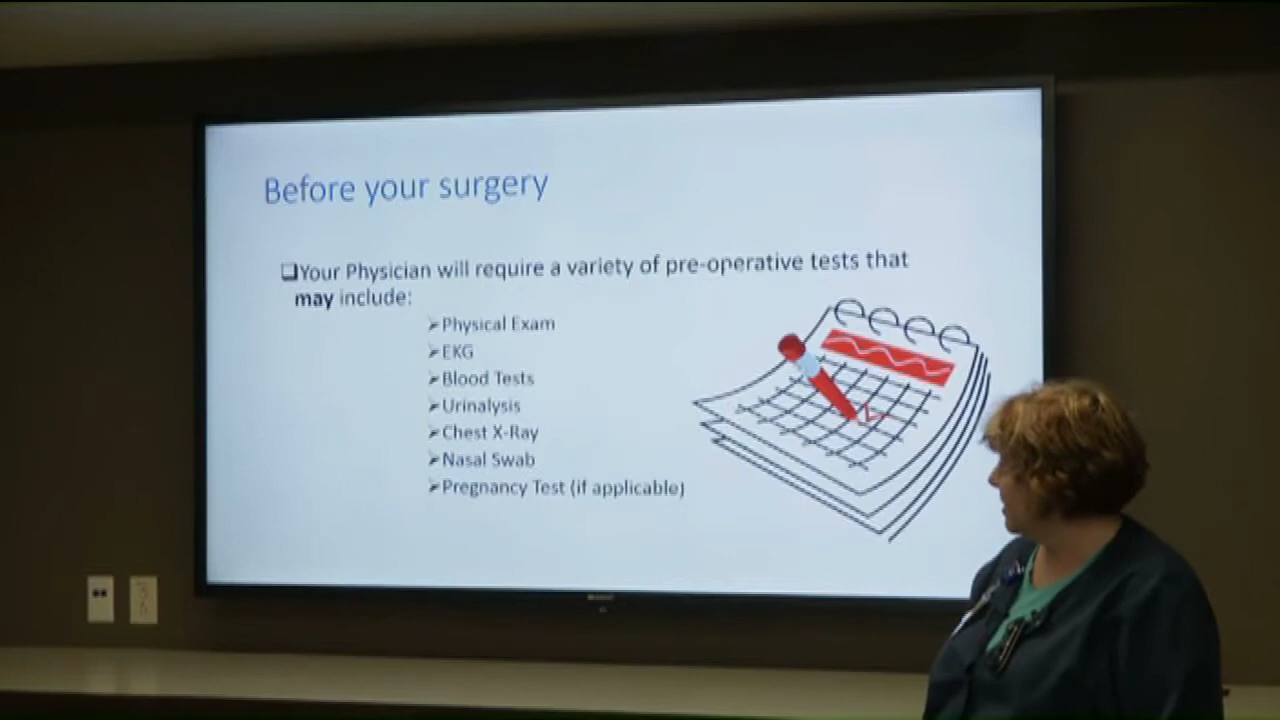 Before your surgery
❑Your Physician will require a variety of pre-operative tests that
may include:
➢Physical Exam
➢EKG
➢Blood Tests
➢Urinalysis
➢Chest X-Ray
➢Nasal Swab
➢Pregnancy Test (if applicable)